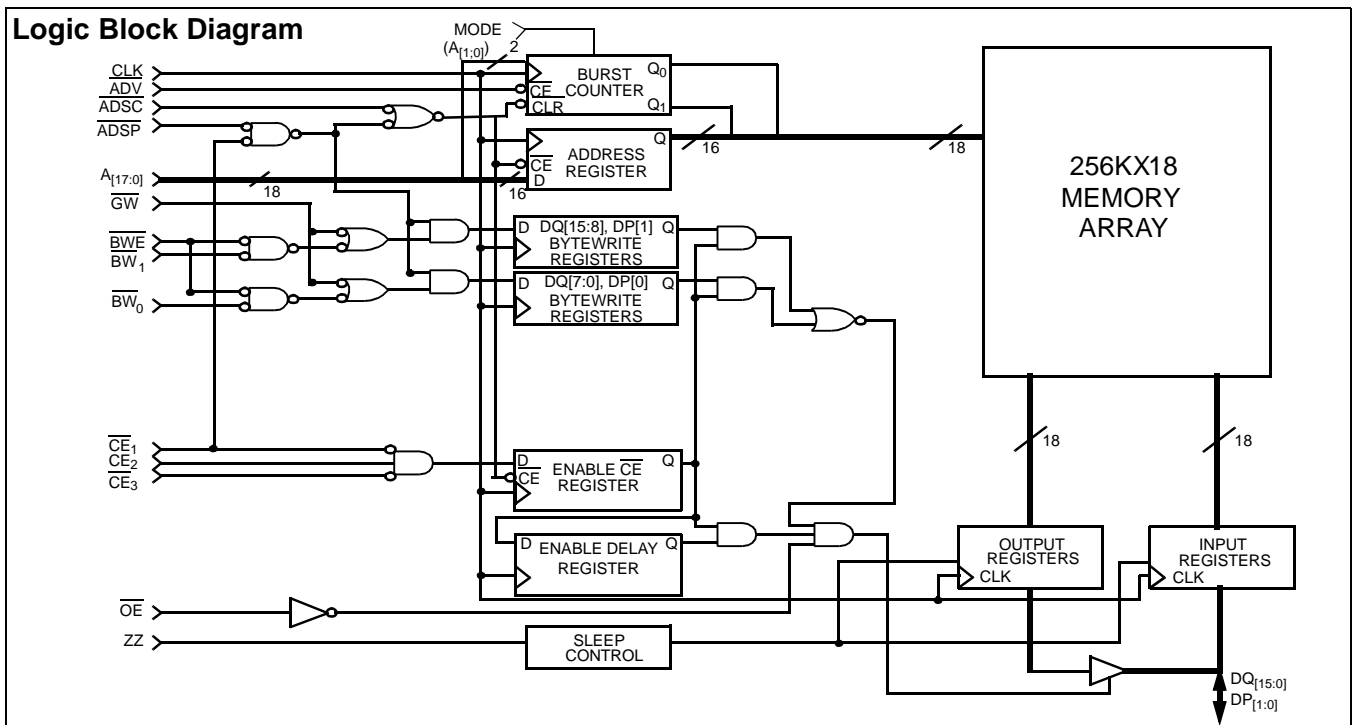 Logic Block Diagram
MODE
(A[1;0])
2
CLK
ADV
ADSC
ADSP
CE
CLR
BURST
COUNTER
Q0
Q1
A[17:0]
18
16
CE
D
ADDRESS
REGISTER
Q
16
18
256KX18
MEMORY
ARRAY
GW
BWE
BW1
BW0
D
DQ[15:8], DP[1]
BYTEWRITE
REGISTERS
Q
D
DQ[7:0], DP[0]
BYTEWRITE
REGISTERS
Q
CE1
CE2
CE3
D
CE
ENABLE CE
REGISTER
Q
D
ENABLE DELAY
REGISTER
Q
18
18
OUTPUT
REGISTERS
CLK
INPUT
REGISTERS
CLK
OE
ZZ
SLEEP
CONTROL
DQ[15:0]
DP[1:0]